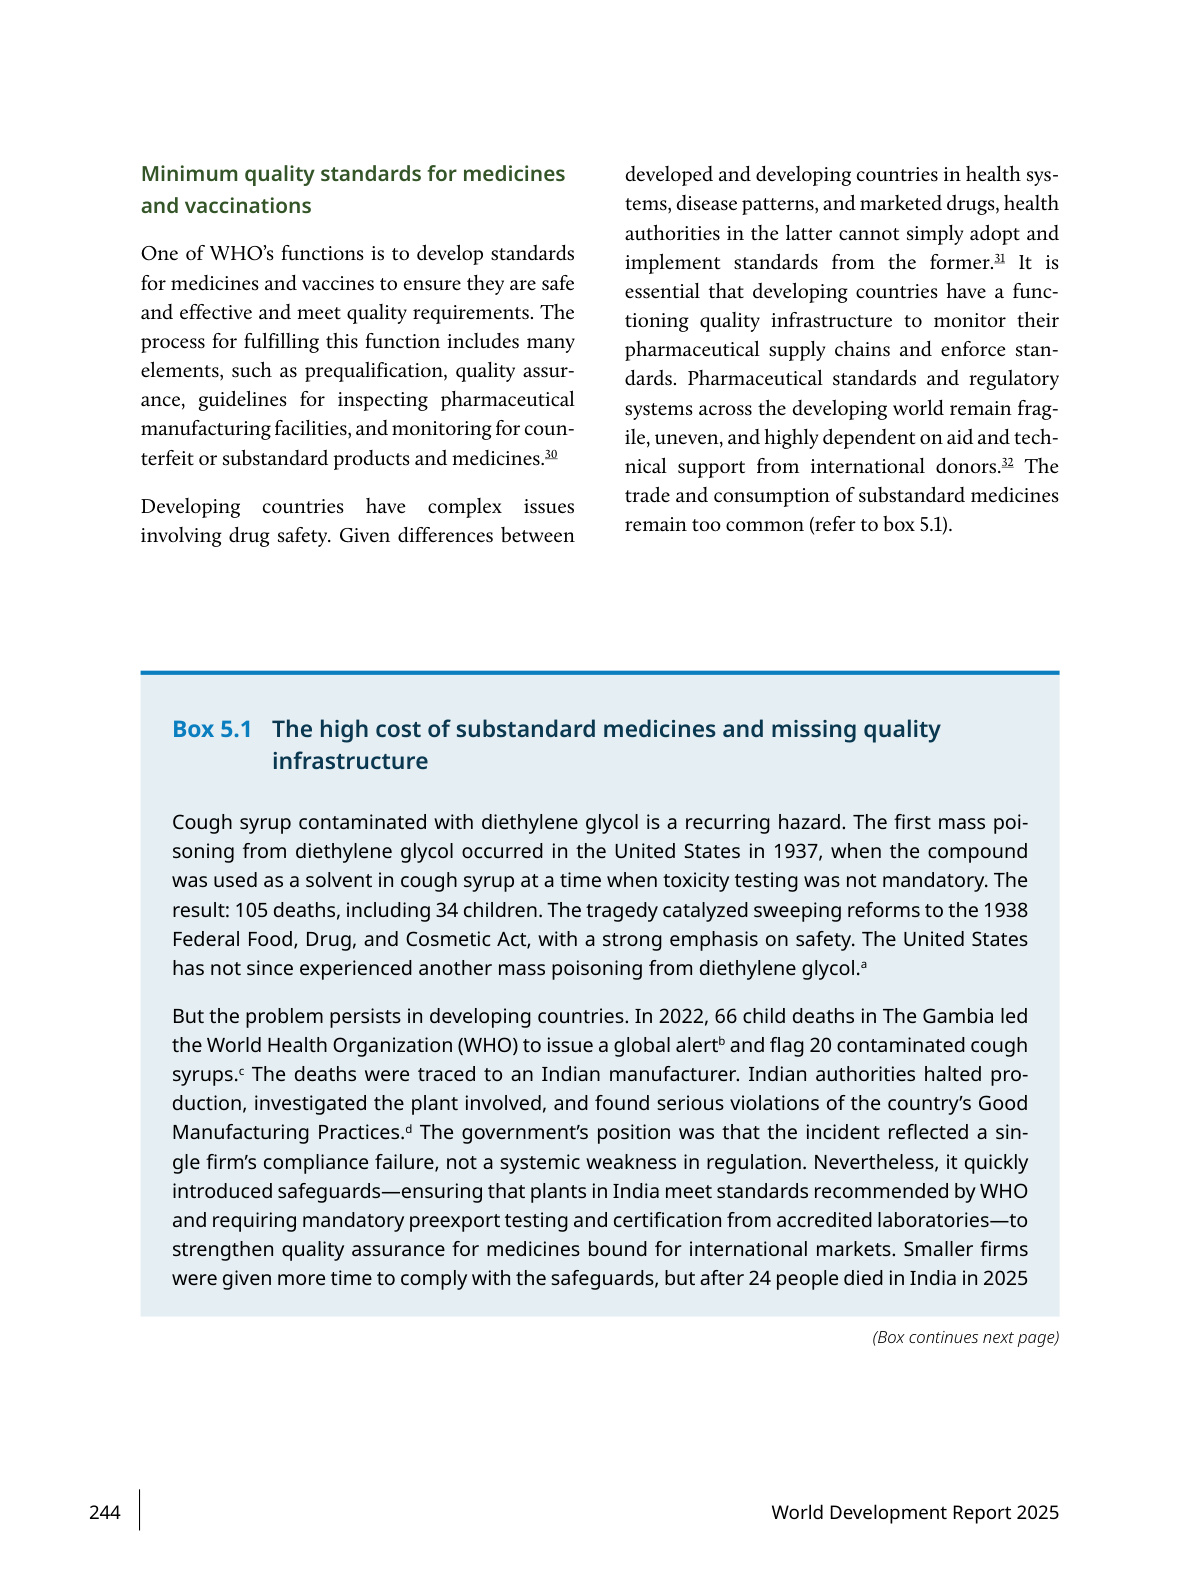 Minimum quality standards for medicines
and vaccinations
One of WHO’s functions is to develop standards
for medicines and vaccines to ensure they are safe
and effective and meet quality requirements. The
process for fulfilling this function includes many
elements, such as prequalification, quality assur-
ance, guidelines for inspecting pharmaceutical
manufacturing facilities, and monitoring for coun-
terfeit or substandard products and medicines.30
Developing countries have complex issues
involving drug safety. Given differences between
developed and developing countries in health sys-
tems, disease patterns, and marketed drugs, health
authorities in the latter cannot simply adopt and
implement standards from the former.31 It is
essential that developing countries have a func-
tioning quality infrastructure to monitor their
pharmaceutical supply chains and enforce stan-
dards. Pharmaceutical standards and regulatory
systems across the developing world remain frag-
ile, uneven, and highly dependent on aid and tech-
nical support from international donors.32 The
trade and consumption of substandard medicines
remain too common (refer to box 5.1).
Box 5.1 The high cost of substandard medicines and missing quality
infrastructure
Cough syrup contaminated with diethylene glycol is a recurring hazard. The first mass poi-
soning from diethylene glycol occurred in the United States in 1937, when the compound
was used as a solvent in cough syrup at a time when toxicity testing was not mandatory. The
result: 105 deaths, including 34 children. The tragedy catalyzed sweeping reforms to the 1938
Federal Food, Drug, and Cosmetic Act, with a strong emphasis on safety. The United States
has not since experienced another mass poisoning from diethylene glycol.a
But the problem persists in developing countries. In 2022, 66 child deaths in The Gambia led
the World Health Organization (WHO) to issue a global alertb and flag 20 contaminated cough
syrups.c The deaths were traced to an Indian manufacturer. Indian authorities halted pro-
duction, investigated the plant involved, and found serious violations of the country’s Good
Manufacturing Practices.d The government’s position was that the incident reflected a sin-
gle firm’s compliance failure, not a systemic weakness in regulation. Nevertheless, it quickly
introduced safeguards—ensuring that plants in India meet standards recommended by WHO
and requiring mandatory preexport testing and certification from accredited laboratories—to
strengthen quality assurance for medicines bound for international markets. Smaller firms
were given more time to comply with the safeguards, but after 24 people died in India in 2025
(Box continues next page)
244
World Development Report 2025